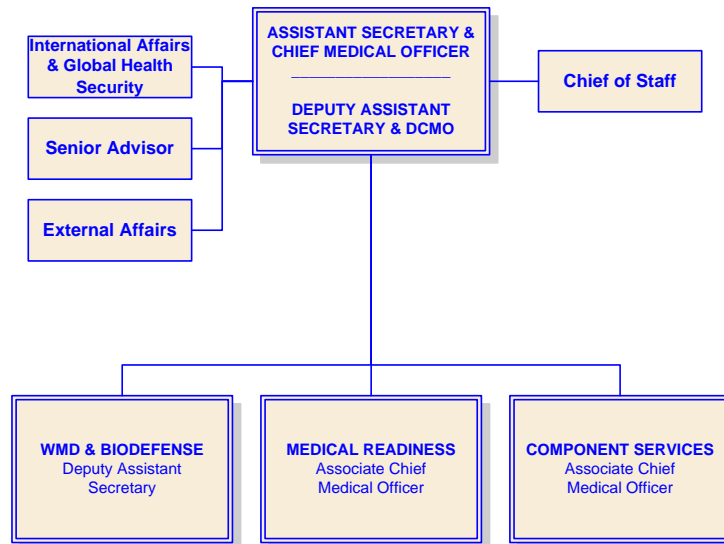 International Affairs
& Global Health
Security
Senior Advisor
External Affairs
ASSISTANT SECRETARY &
CHIEF MEDICAL OFFICER
DEPUTY ASSISTANT
SECRETARY & DCMO
Chief of Staff
WMD & BIODEFENSE
Deputy Assistant
Secretary
MEDICAL READINESS
Associate Chief
Medical Officer
COMPONENT SERVICES
Associate Chief
Medical Officer